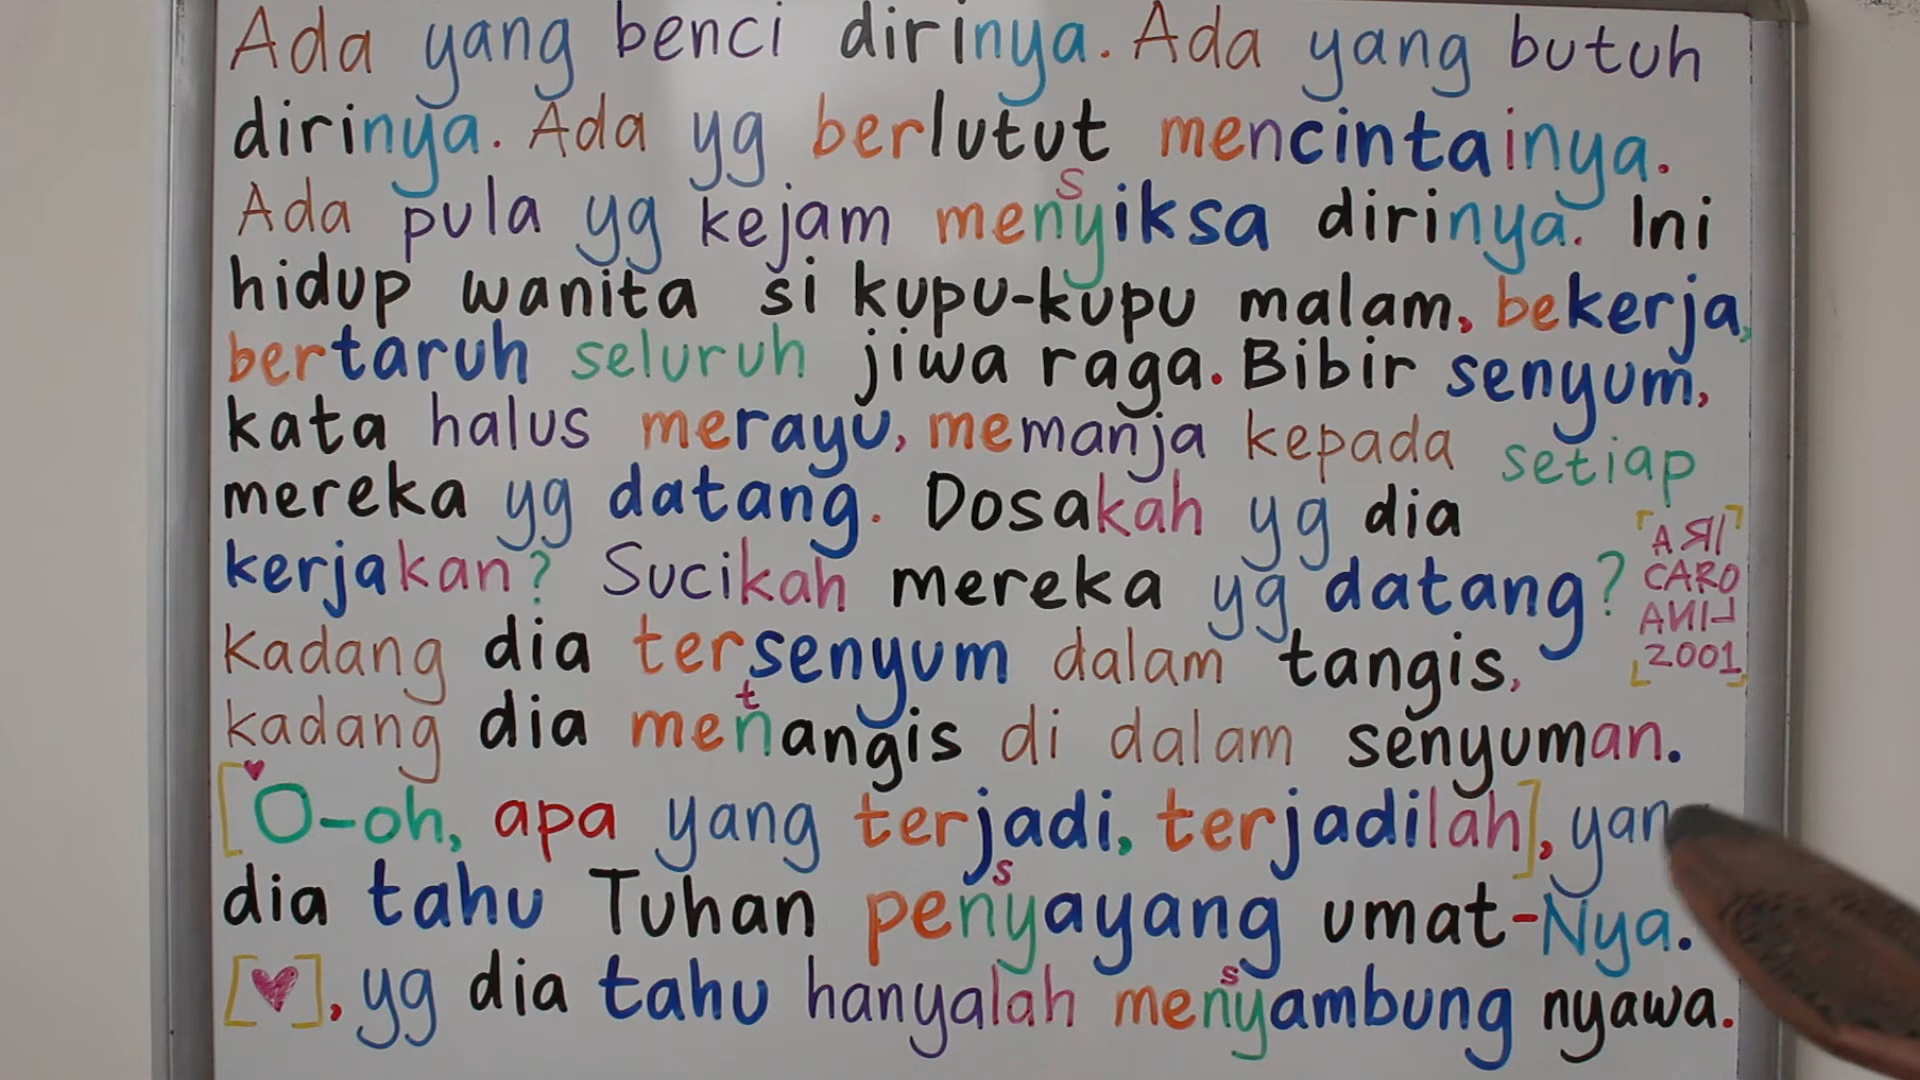 Ada yang benci dirinya. Ada yang butuh
dirinya. Ada yg berlutut mencintainya.
s
Ada pula yg kejam menyiksa dirinya. Ini
hidup wanita si kupu-kupu malam, bekerja,
bertaruh seluruh jiwa raga. Bibir senyum,
kata halus merayu, memanja kepada setiap
mereka yg datang. Dosakah yg dia
kerjakan? Sucikah mereka yg datang?
kadang dia tersenyum dalam tangis,
t
kadang dia menangis di dalam senyuman.
[O-oh, apa yang terjadi, terjadilah],
s
dia tahu Tuhan penyayang umat-Nya.
s
[♥], yg dia tahu hanyalah menyambung nyawa.
ARI
CARO
LINA
2001